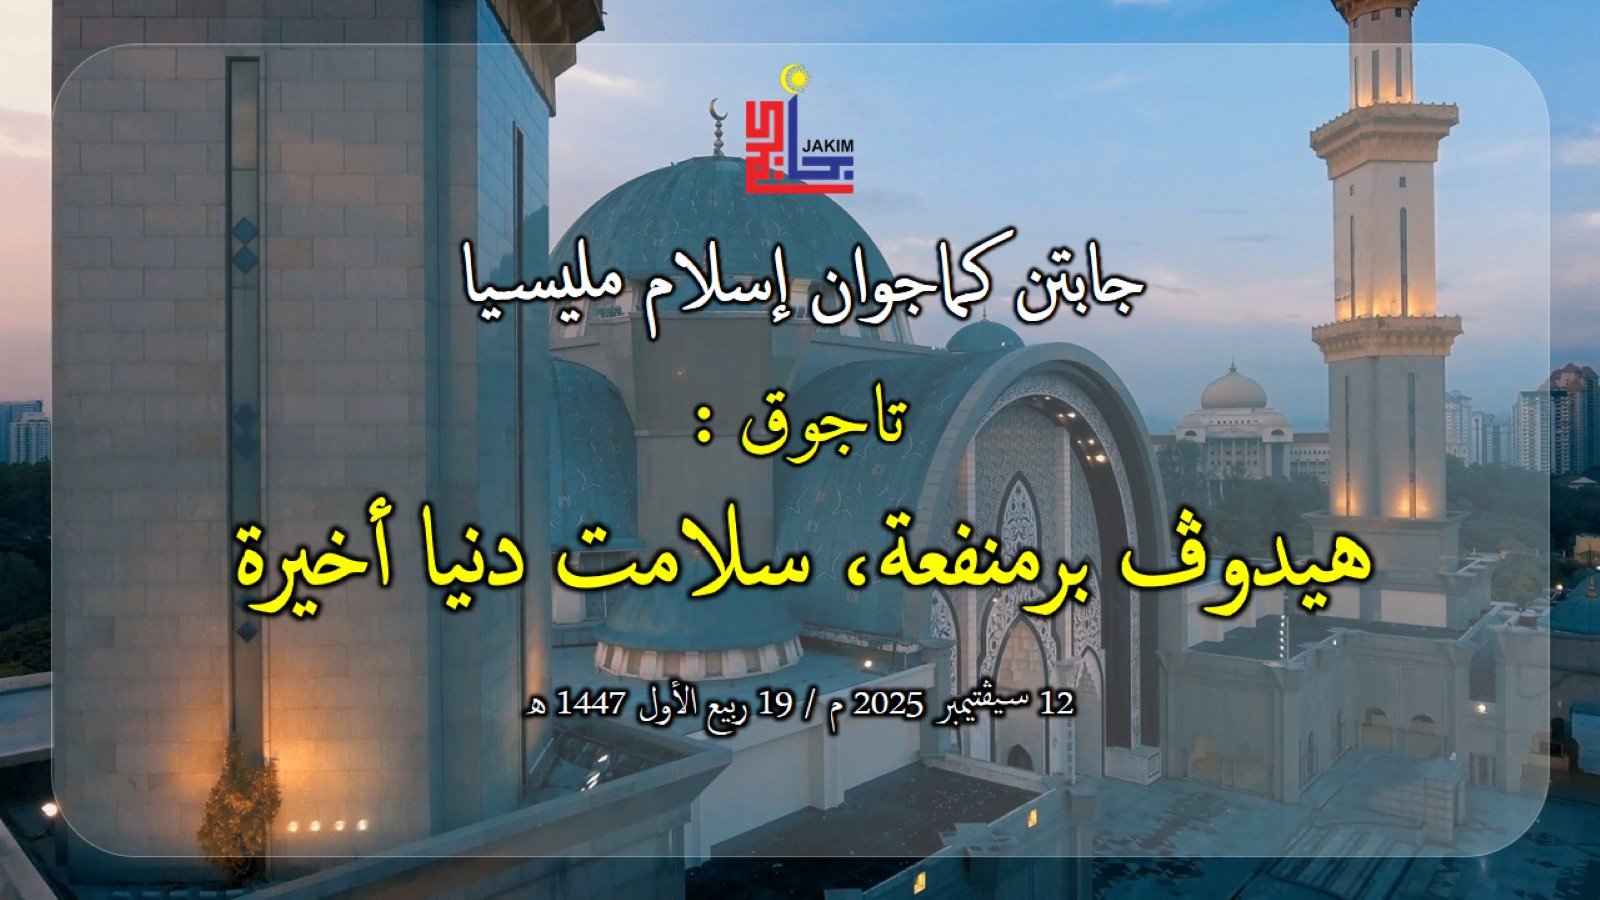 JAKIM
جابتن كماجوان إسلام مليسيا
تاجوق :
هيدوڤ برمنفعة، سلامت دنيا أخيرة
12 سيڤتيمبر 2025 م / 19 ربيع الأول 1447 هـ